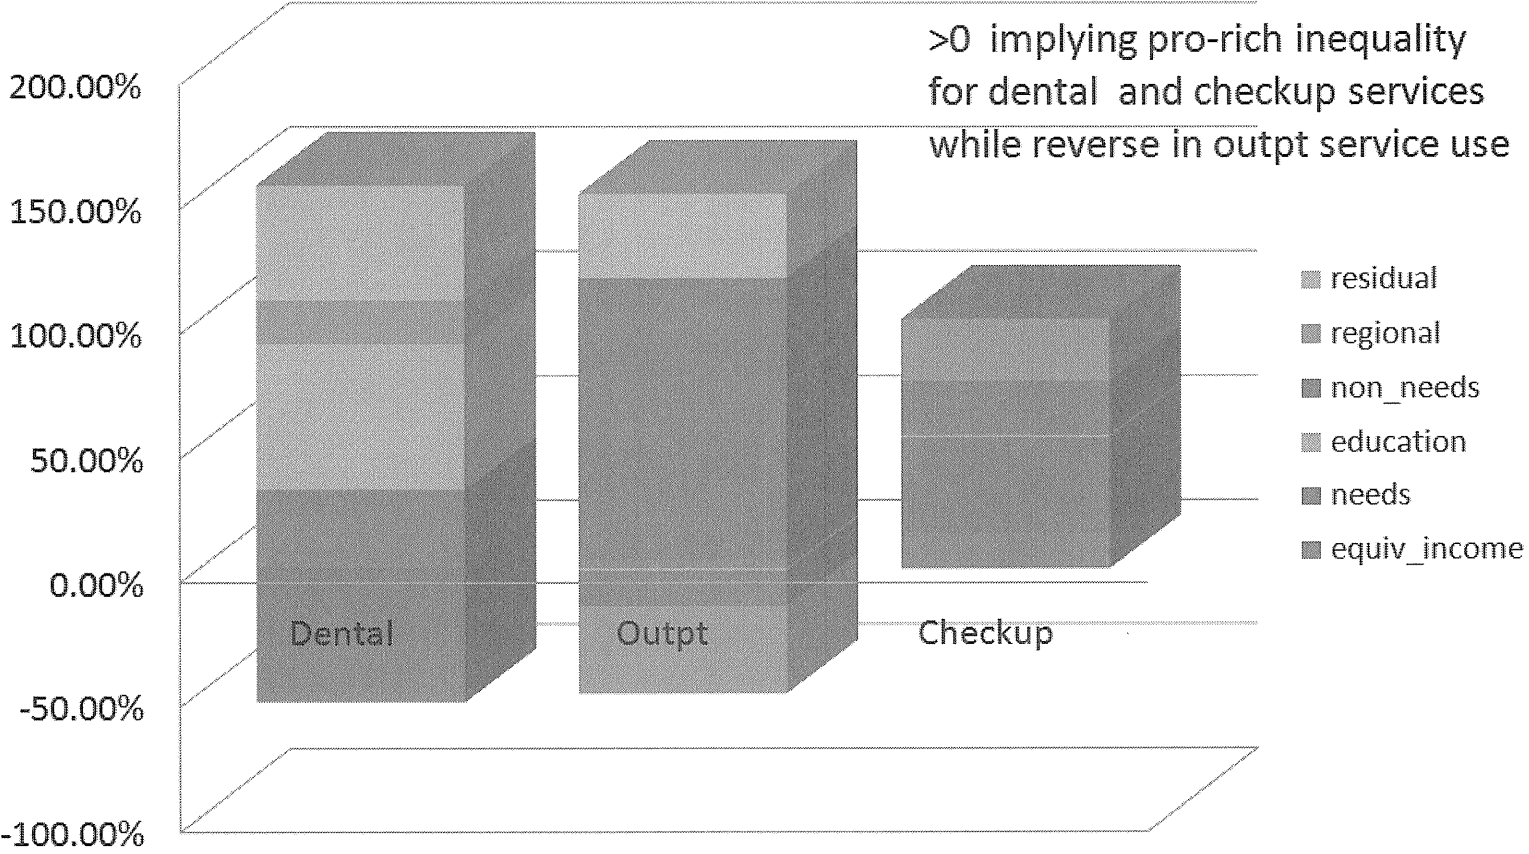 >0 implying pro-rich inequality
for dental and checkup services
while reverse in outpt service use
200.00%
150.00%
100.00%
50.00%
0.00%
-50.00%
-100.00%
Dental
Outpt
Checkup
residual
regional
non_needs
education
needs
equiv_income